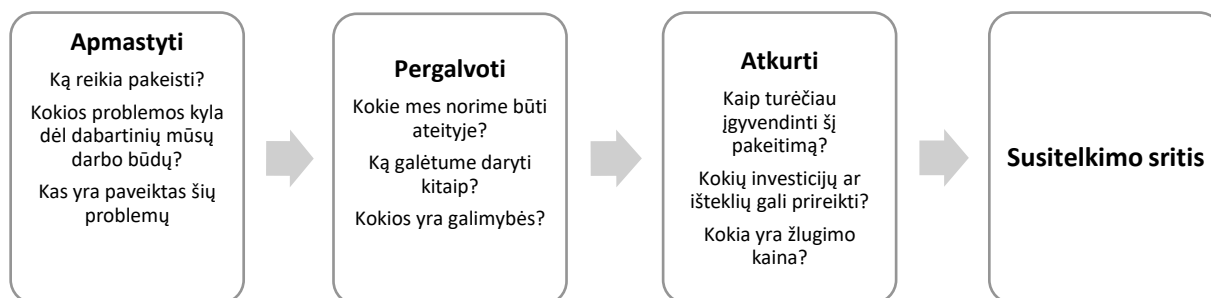 Apmastyti
Ką reikia pakeisti?
Kokios problemos kyla
dėl dabartinių mūsų
darbo būdų?
Kas yra paveiktas šių
problemų
Pergalvoti
Kokie mes norime būti
ateityje?
Ką galėtume daryti
kitaip?
Kokios yra galimybės?
Atkurti
Kaip turėčiau
įgyvendinti šį
pakeitimą?
Kokių investicijų ar
išteklių gali prireikti?
Kokia yra žlugimo
kaina?
Susitelkimo sritis